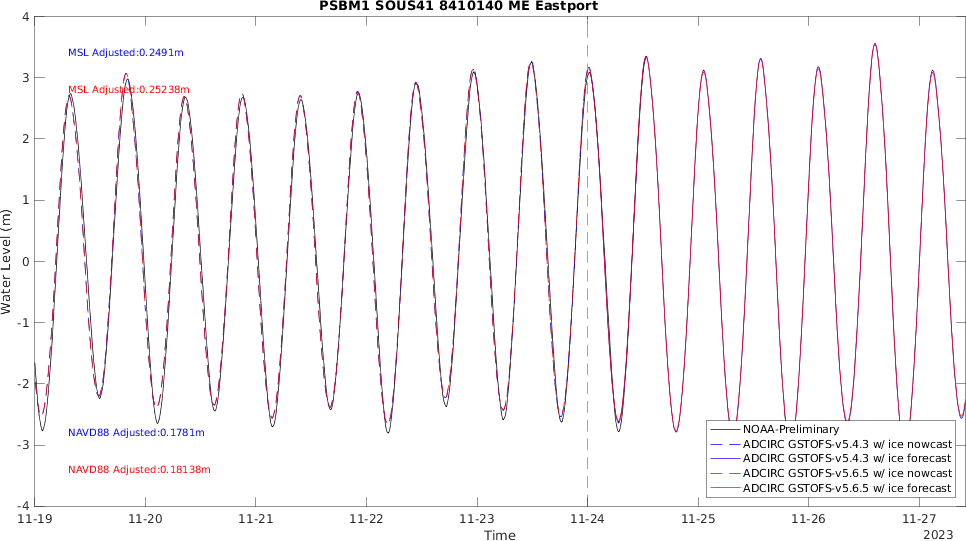 PSBM1 SOUS41 8410140 ME Eastport
4
3
2
1
0
-1
-2
-3
-4
Water Level (m)
MSL Adjusted:0.2491m
MSL Adjusted:0.25238m
NAVD88 Adjusted:0.1781m
NAVD88 Adjusted:0.18138m
NOAA-Preliminary
ADCIRC GSTOFS-v5.4.3 w/ ice nowcast
ADCIRC GSTOFS-v5.4.3 w/ ice forecast
ADCIRC GSTOFS-v5.6.5 w/ ice nowcast
ADCIRC GSTOFS-v5.6.5 w/ ice forecast
11-19 11-20 11-21 11-22 11-23 11-24 11-25 11-26 11-27
Time
2023